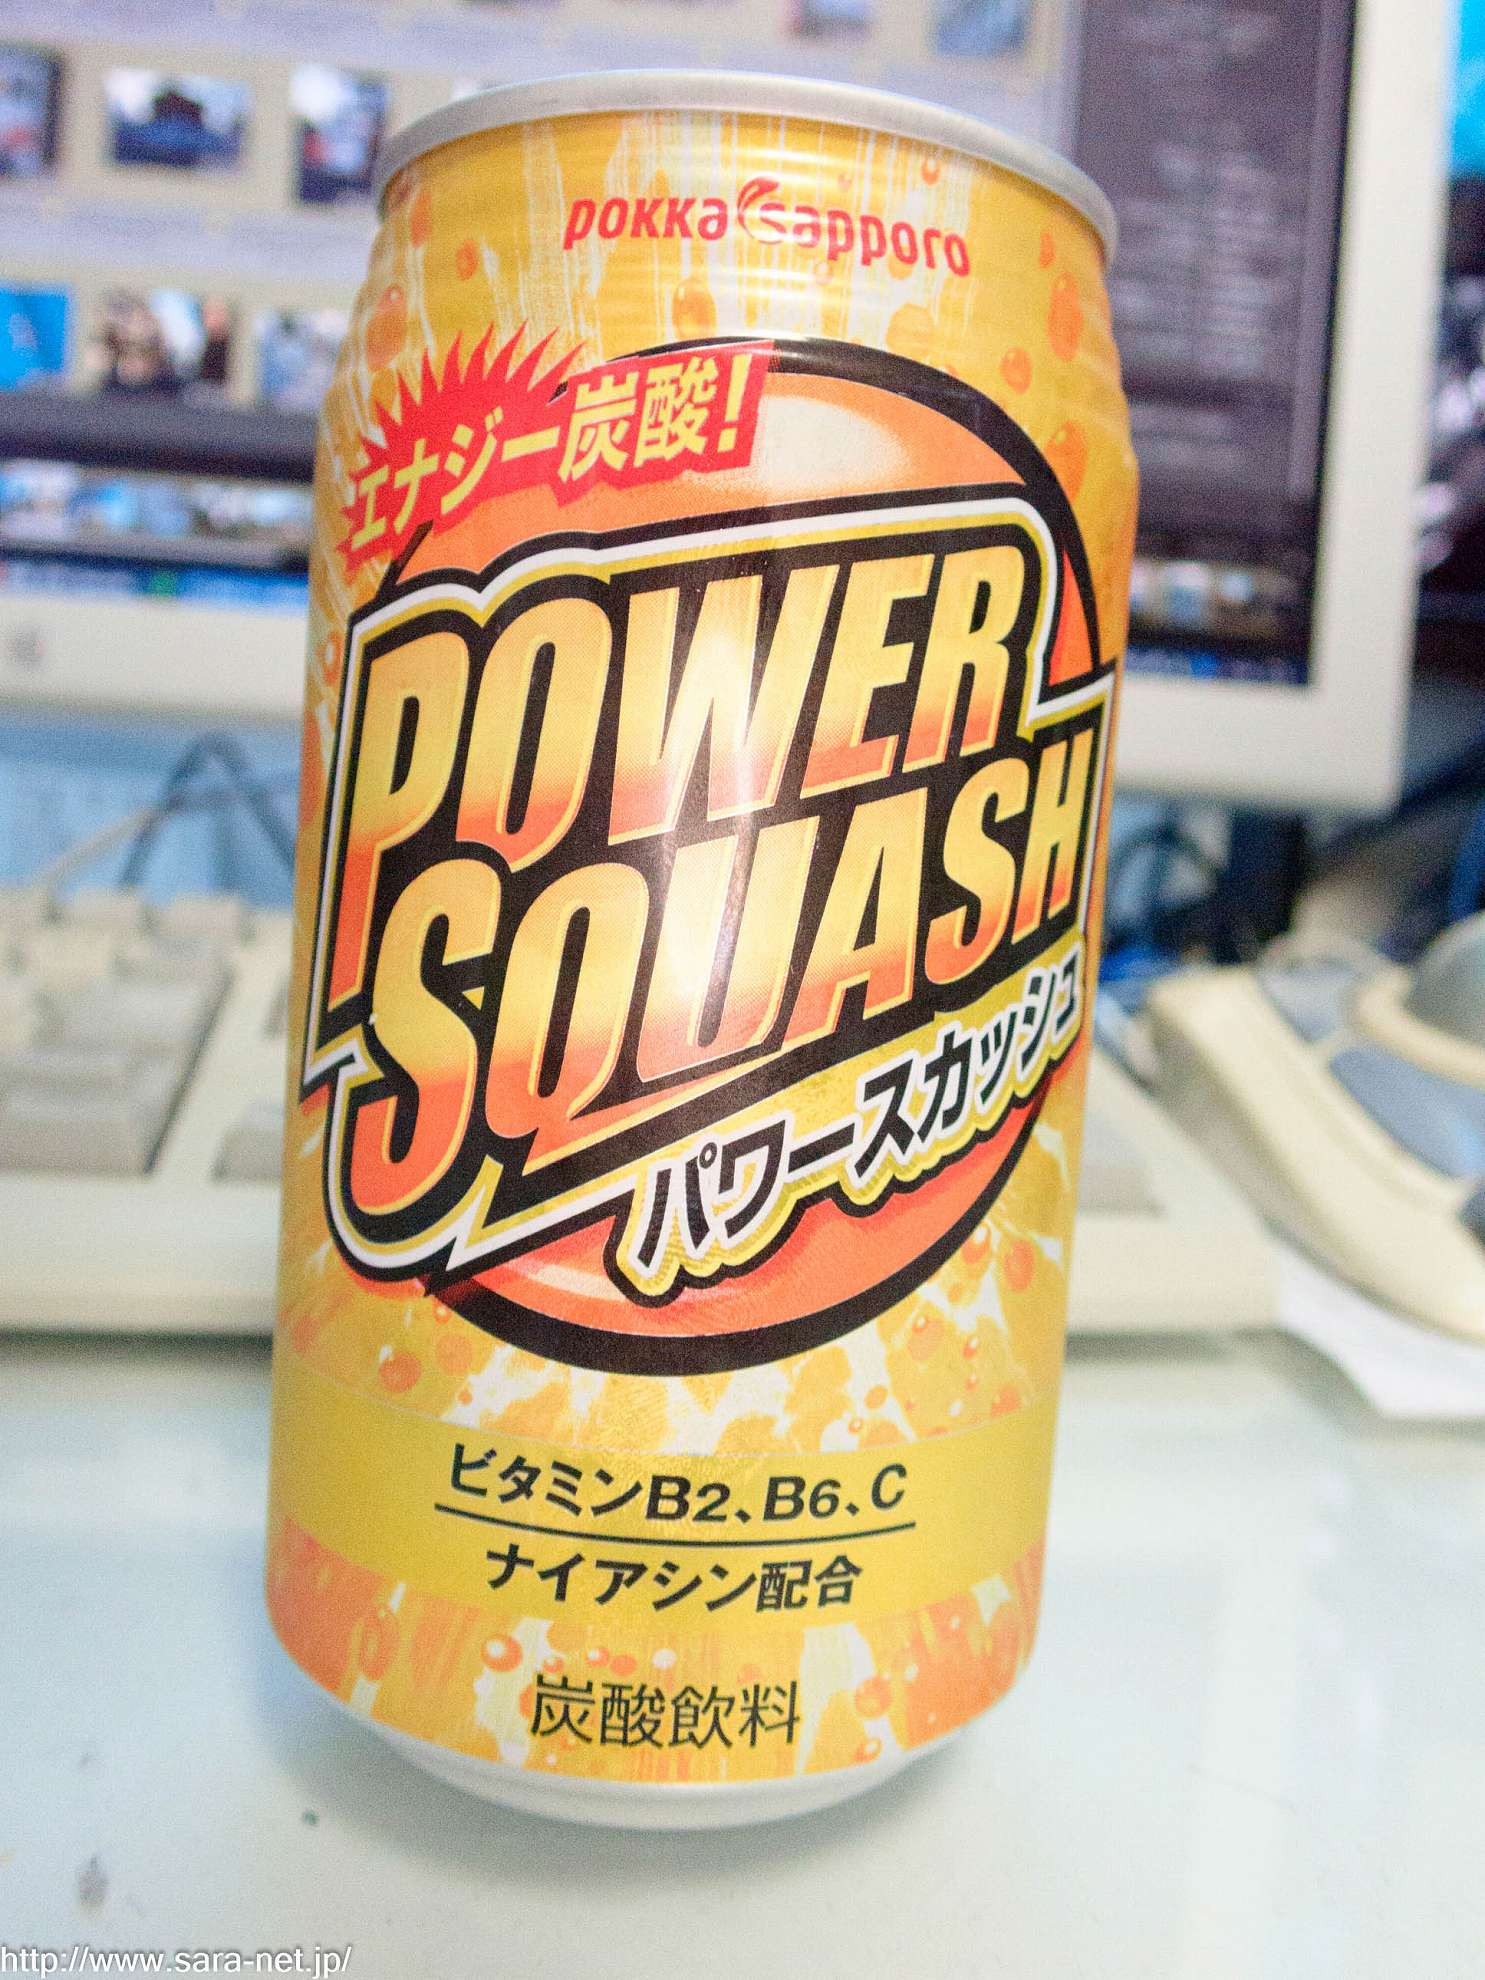 POKKA sapporo
エナジー炭酸!
POWER
SQUASH
パワースカッシュ
ビタミンB2、B6、C
ナイアシン配合
炭酸飲料
http://www.sara-net.jp/